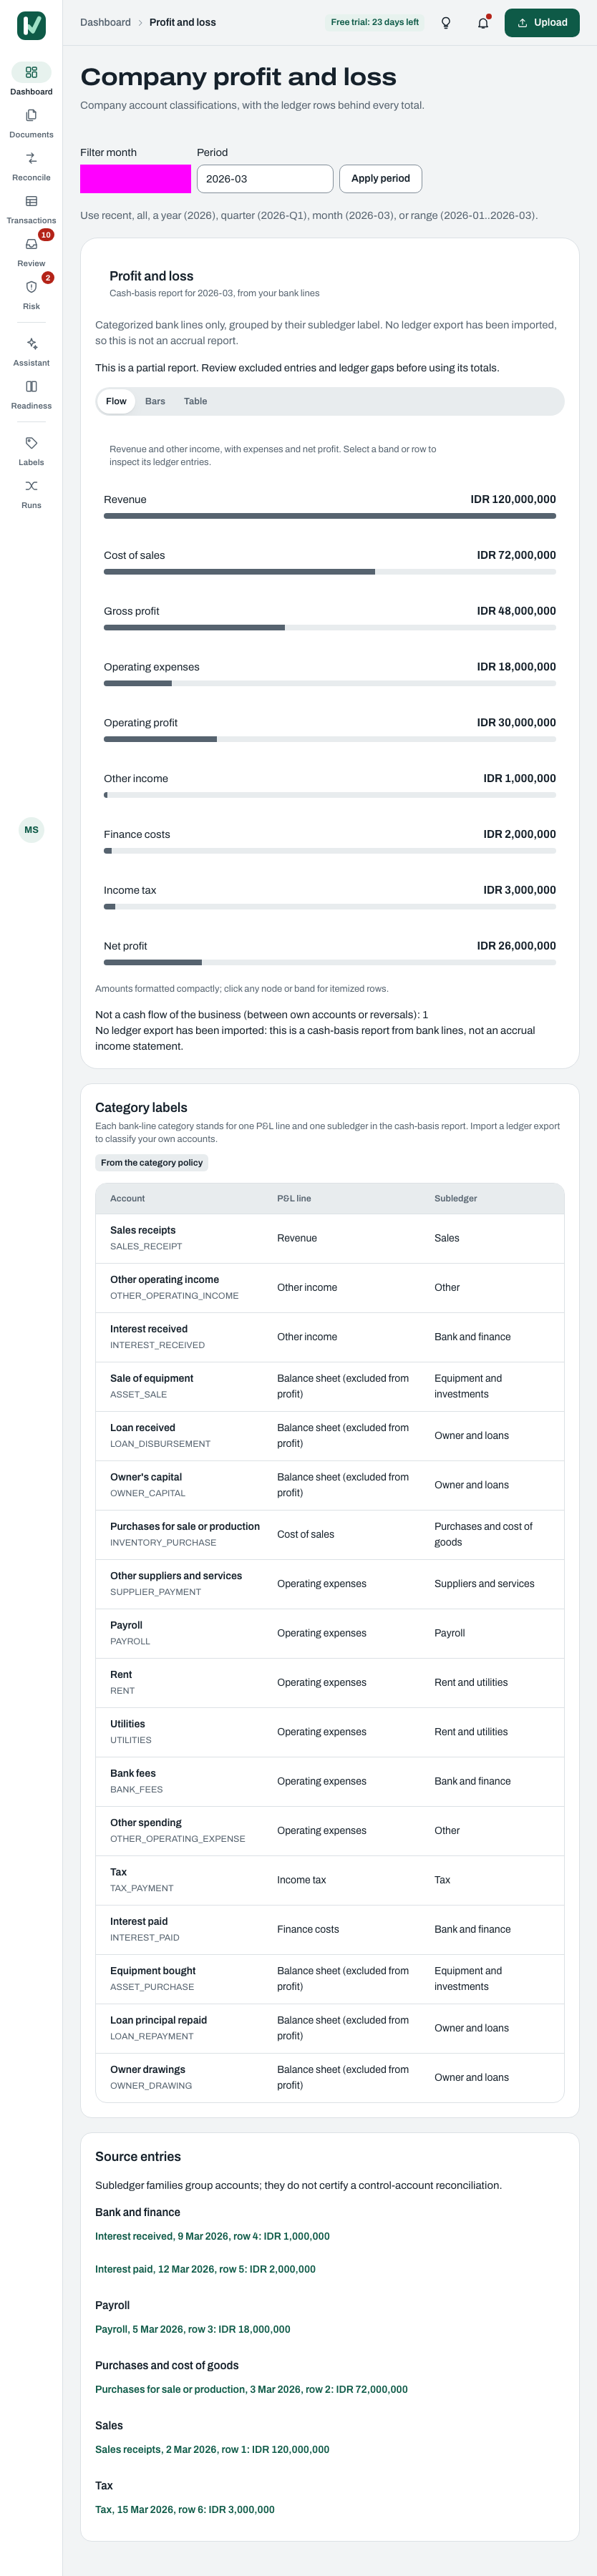 Dashboard › Profit and loss
Free trial: 23 days left
Upload
Dashboard
Documents
Reconcile
Transactions
10
Review
2
Risk
Assistant
Readiness
Labels
Runs
MS
Company profit and loss
Company account classifications, with the ledger rows behind every total.
Filter month
Period
2026-03
Apply period
Use recent, all, a year (2026), quarter (2026-Q1), month (2026-03), or range (2026-01..2026-03).
Profit and loss
Cash-basis report for 2026-03, from your bank lines
Categorized bank lines only, grouped by their subledger label. No ledger export has been imported,
so this is not an accrual report.
This is a partial report. Review excluded entries and ledger gaps before using its totals.
Flow Bars Table
Revenue and other income, with expenses and net profit. Select a band or row to
inspect its ledger entries.
Revenue IDR 120,000,000
Cost of sales IDR 72,000,000
Gross profit IDR 48,000,000
Operating expenses IDR 18,000,000
Operating profit IDR 30,000,000
Other income IDR 1,000,000
Finance costs IDR 2,000,000
Income tax IDR 3,000,000
Net profit IDR 26,000,000
Amounts formatted compactly; click any node or band for itemized rows.
Not a cash flow of the business (between own accounts or reversals): 1
No ledger export has been imported: this is a cash-basis report from bank lines, not an accrual
income statement.
Category labels
Each bank-line category stands for one P&L line and one subledger in the cash-basis report. Import a ledger export
to classify your own accounts.
From the category policy
Account P&L line Subledger
Sales receipts
SALES_RECEIPT
Revenue
Sales
Other operating income
OTHER_OPERATING_INCOME
Other income
Other
Interest received
INTEREST_RECEIVED
Other income
Bank and finance
Sale of equipment
ASSET_SALE
Balance sheet (excluded from
profit)
Equipment and
investments
Loan received
LOAN_DISBURSEMENT
Balance sheet (excluded from
profit)
Owner and loans
Owner's capital
OWNER_CAPITAL
Balance sheet (excluded from
profit)
Owner and loans
Purchases for sale or production
INVENTORY_PURCHASE
Cost of sales
Purchases and cost of
goods
Other suppliers and services
SUPPLIER_PAYMENT
Operating expenses
Suppliers and services
Payroll
PAYROLL
Operating expenses
Payroll
Rent
RENT
Operating expenses
Rent and utilities
Utilities
UTILITIES
Operating expenses
Rent and utilities
Bank fees
BANK_FEES
Operating expenses
Bank and finance
Other spending
OTHER_OPERATING_EXPENSE
Operating expenses
Other
Tax
TAX_PAYMENT
Income tax
Tax
Interest paid
INTEREST_PAID
Finance costs
Bank and finance
Equipment bought
ASSET_PURCHASE
Balance sheet (excluded from
profit)
Equipment and
investments
Loan principal repaid
LOAN_REPAYMENT
Balance sheet (excluded from
profit)
Owner and loans
Owner drawings
OWNER_DRAWING
Balance sheet (excluded from
profit)
Owner and loans
Source entries
Subledger families group accounts; they do not certify a control-account reconciliation.
Bank and finance
Interest received, 9 Mar 2026, row 4: IDR 1,000,000
Interest paid, 12 Mar 2026, row 5: IDR 2,000,000
Payroll
Payroll, 5 Mar 2026, row 3: IDR 18,000,000
Purchases and cost of goods
Purchases for sale or production, 3 Mar 2026, row 2: IDR 72,000,000
Sales
Sales receipts, 2 Mar 2026, row 1: IDR 120,000,000
Tax
Tax, 15 Mar 2026, row 6: IDR 3,000,000